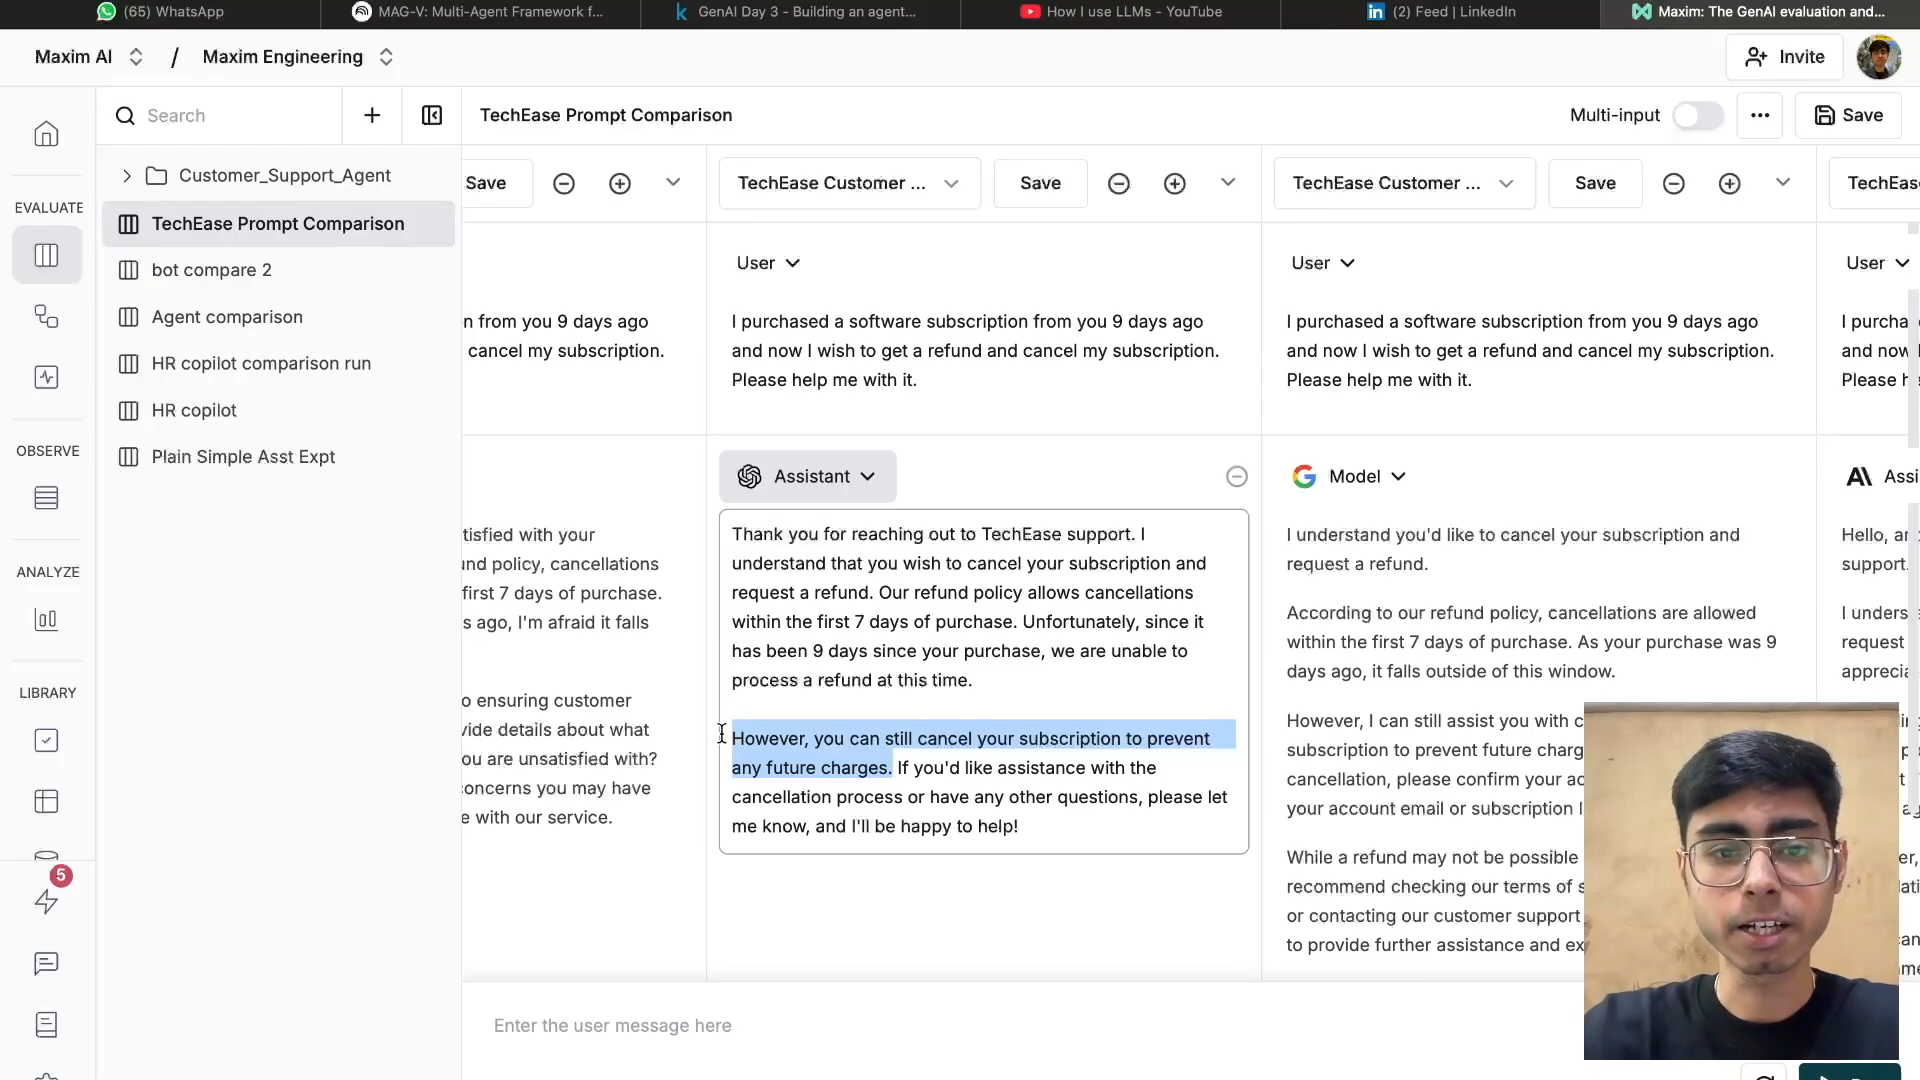 (65) WhatsApp
MAG-V: Multi-Agent Framework f...
GenAI Day 3 - Building an agent...
How I use LLMs - YouTube
(2) Feed | LinkedIn
Maxim: The GenAI evaluation and...
Maxim AI / Maxim Engineering
Invite
Search
TechEase Prompt Comparison
Multi-input
Save
EVALUATE
OBSERVE
ANALYZE
LIBRARY
5
Customer_Support_Agent
TechEase Prompt Comparison
bot compare 2
Agent comparison
HR copilot comparison run
HR copilot
Plain Simple Asst Expt
Save
n from you 9 days ago
cancel my subscription.
tisfied with your
und policy, cancellations
first 7 days of purchase.
s ago, I'm afraid it falls
o ensuring customer
vide details about what
ou are unsatisfied with?
oncerns you may have
e with our service.
TechEase Customer ...
Save
User
I purchased a software subscription from you 9 days ago
and now I wish to get a refund and cancel my subscription.
Please help me with it.
Assistant
Thank you for reaching out to TechEase support. I
understand that you wish to cancel your subscription and
request a refund. Our refund policy allows cancellations
within the first 7 days of purchase. Unfortunately, since it
has been 9 days since your purchase, we are unable to
process a refund at this time.
However, you can still cancel your subscription to prevent
any future charges. If you'd like assistance with the
cancellation process or have any other questions, please let
me know, and I'll be happy to help!
TechEase Customer ...
Save
User
I purchased a software subscription from you 9 days ago
and now I wish to get a refund and cancel my subscription.
Please help me with it.
Model
I understand you'd like to cancel your subscription and
request a refund.
According to our refund policy, cancellations are allowed
within the first 7 days of purchase. As your purchase was 9
days ago, it falls outside of this window.
However, I can still assist you with c
subscription to prevent future charg
cancellation, please confirm your ac
your account email or subscription I
While a refund may not be possible
recommend checking our terms of s
or contacting our customer support
to provide further assistance and ex
TechEas
User
I purcha
and now
Please h
Assi
Hello, an
support.
I unders
request
apprecia
Enter the user message here